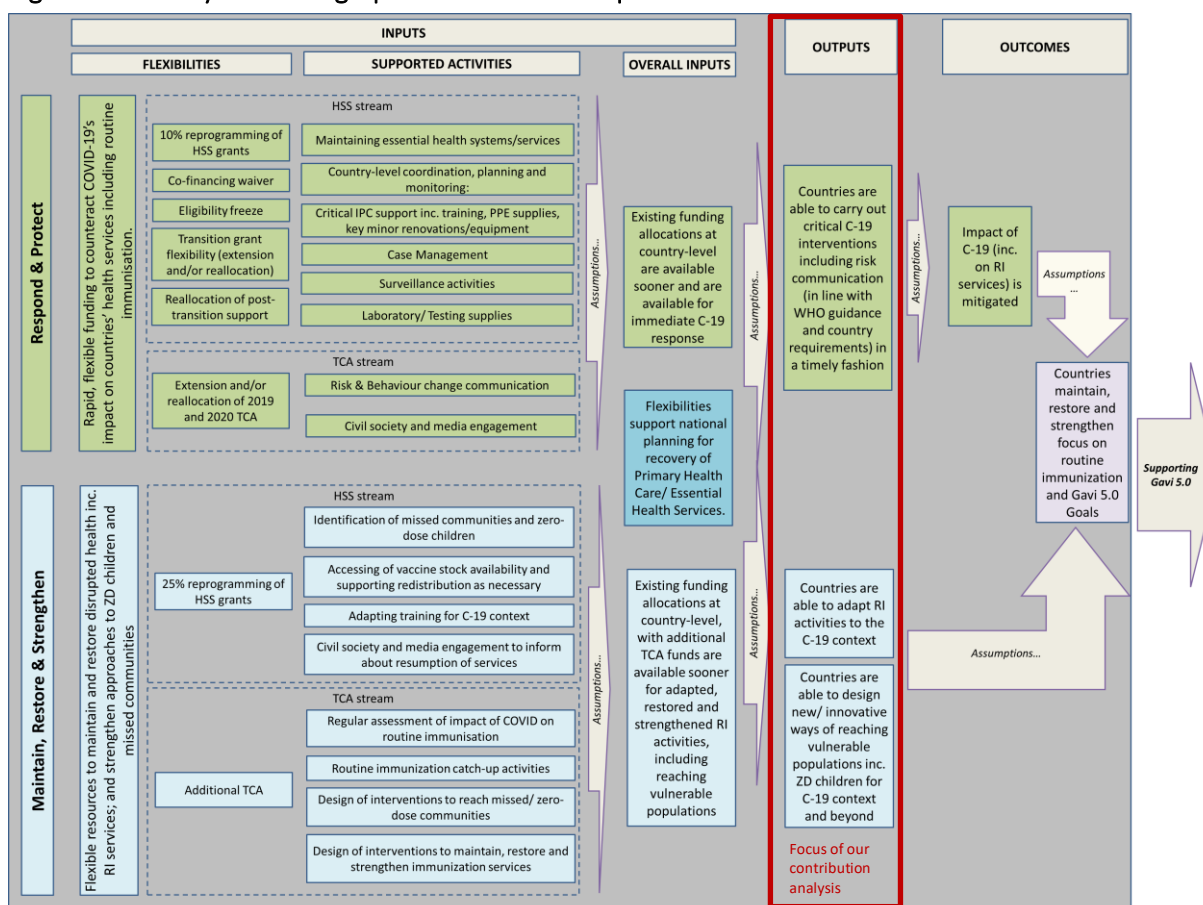 INPUTS
OUTPUTS
OUTCOMES
FLEXIBILITIES
SUPPORTED ACTIVITIES
OVERALL INPUTS
Respond & Protect
Rapid, flexible funding to counteract COVID-19's
impact on countries' health services including routine
immunisation.
HSS stream
10% reprogramming of
HSS grants
Co-financing waiver
Eligibility freeze
Transition grant
flexibility (extension
and/or reallocation)
Reallocation of post-
transition support
Maintaining essential health systems/services
Country-level coordination, planning and
monitoring:
Critical IPC support inc. training, PPE supplies,
key minor renovations/equipment
Case Management
Surveillance activities
Laboratory/ Testing supplies
TCA stream
Extension and/or
reallocation of 2019
and 2020 TCA
Risk & Behaviour change communication
Civil society and media engagement
Assumptions...
Existing funding
allocations at
country-level
are available
sooner and are
available for
immediate C-19
response
Flexibilities
support national
planning for
recovery of
Primary Health
Care/ Essential
Health Services.
Assumptions...
Countries are
able to carry out
critical C-19
interventions
including risk
communication
(in line with
WHO guidance
and country
requirements) in
a timely fashion
Assumptions...
Impact of
C-19 (inc.
on RI
services) is
mitigated
Assumptions
...
Countries
maintain,
restore and
strengthen
focus on
routine
immunization
and Gavi 5.0
Goals
Supporting
Gavi 5.0
Maintain, Restore & Strengthen
Flexible resources to maintain and restore disrupted health inc.
RI services; and strengthen approaches to ZD children and
missed communities
HSS stream
25% reprogramming of
HSS grants
Identification of missed communities and zero-
dose children
Accessing of vaccine stock availability and
supporting redistribution as necessary
Adapting training for C-19 context
Civil society and media engagement to inform
about resumption of services
TCA stream
Additional TCA
Regular assessment of impact of COVID on
routine immunisation
Routine immunization catch-up activities
Design of interventions to reach missed/ zero-
dose communities
Design of interventions to maintain, restore and
strengthen immunization services
Assumptions...
Existing funding
allocations at
country-level,
with additional
TCA funds are
available sooner
for adapted,
restored and
strengthened RI
activities,
including
reaching
vulnerable
populations
Assumptions...
Countries are
able to adapt RI
activities to the
C-19 context
Countries are
able to design
new/ innovative
ways of reaching
vulnerable
populations inc.
ZD children for
C-19 context
and beyond
Assumptions...
Focus of our
contribution
analysis